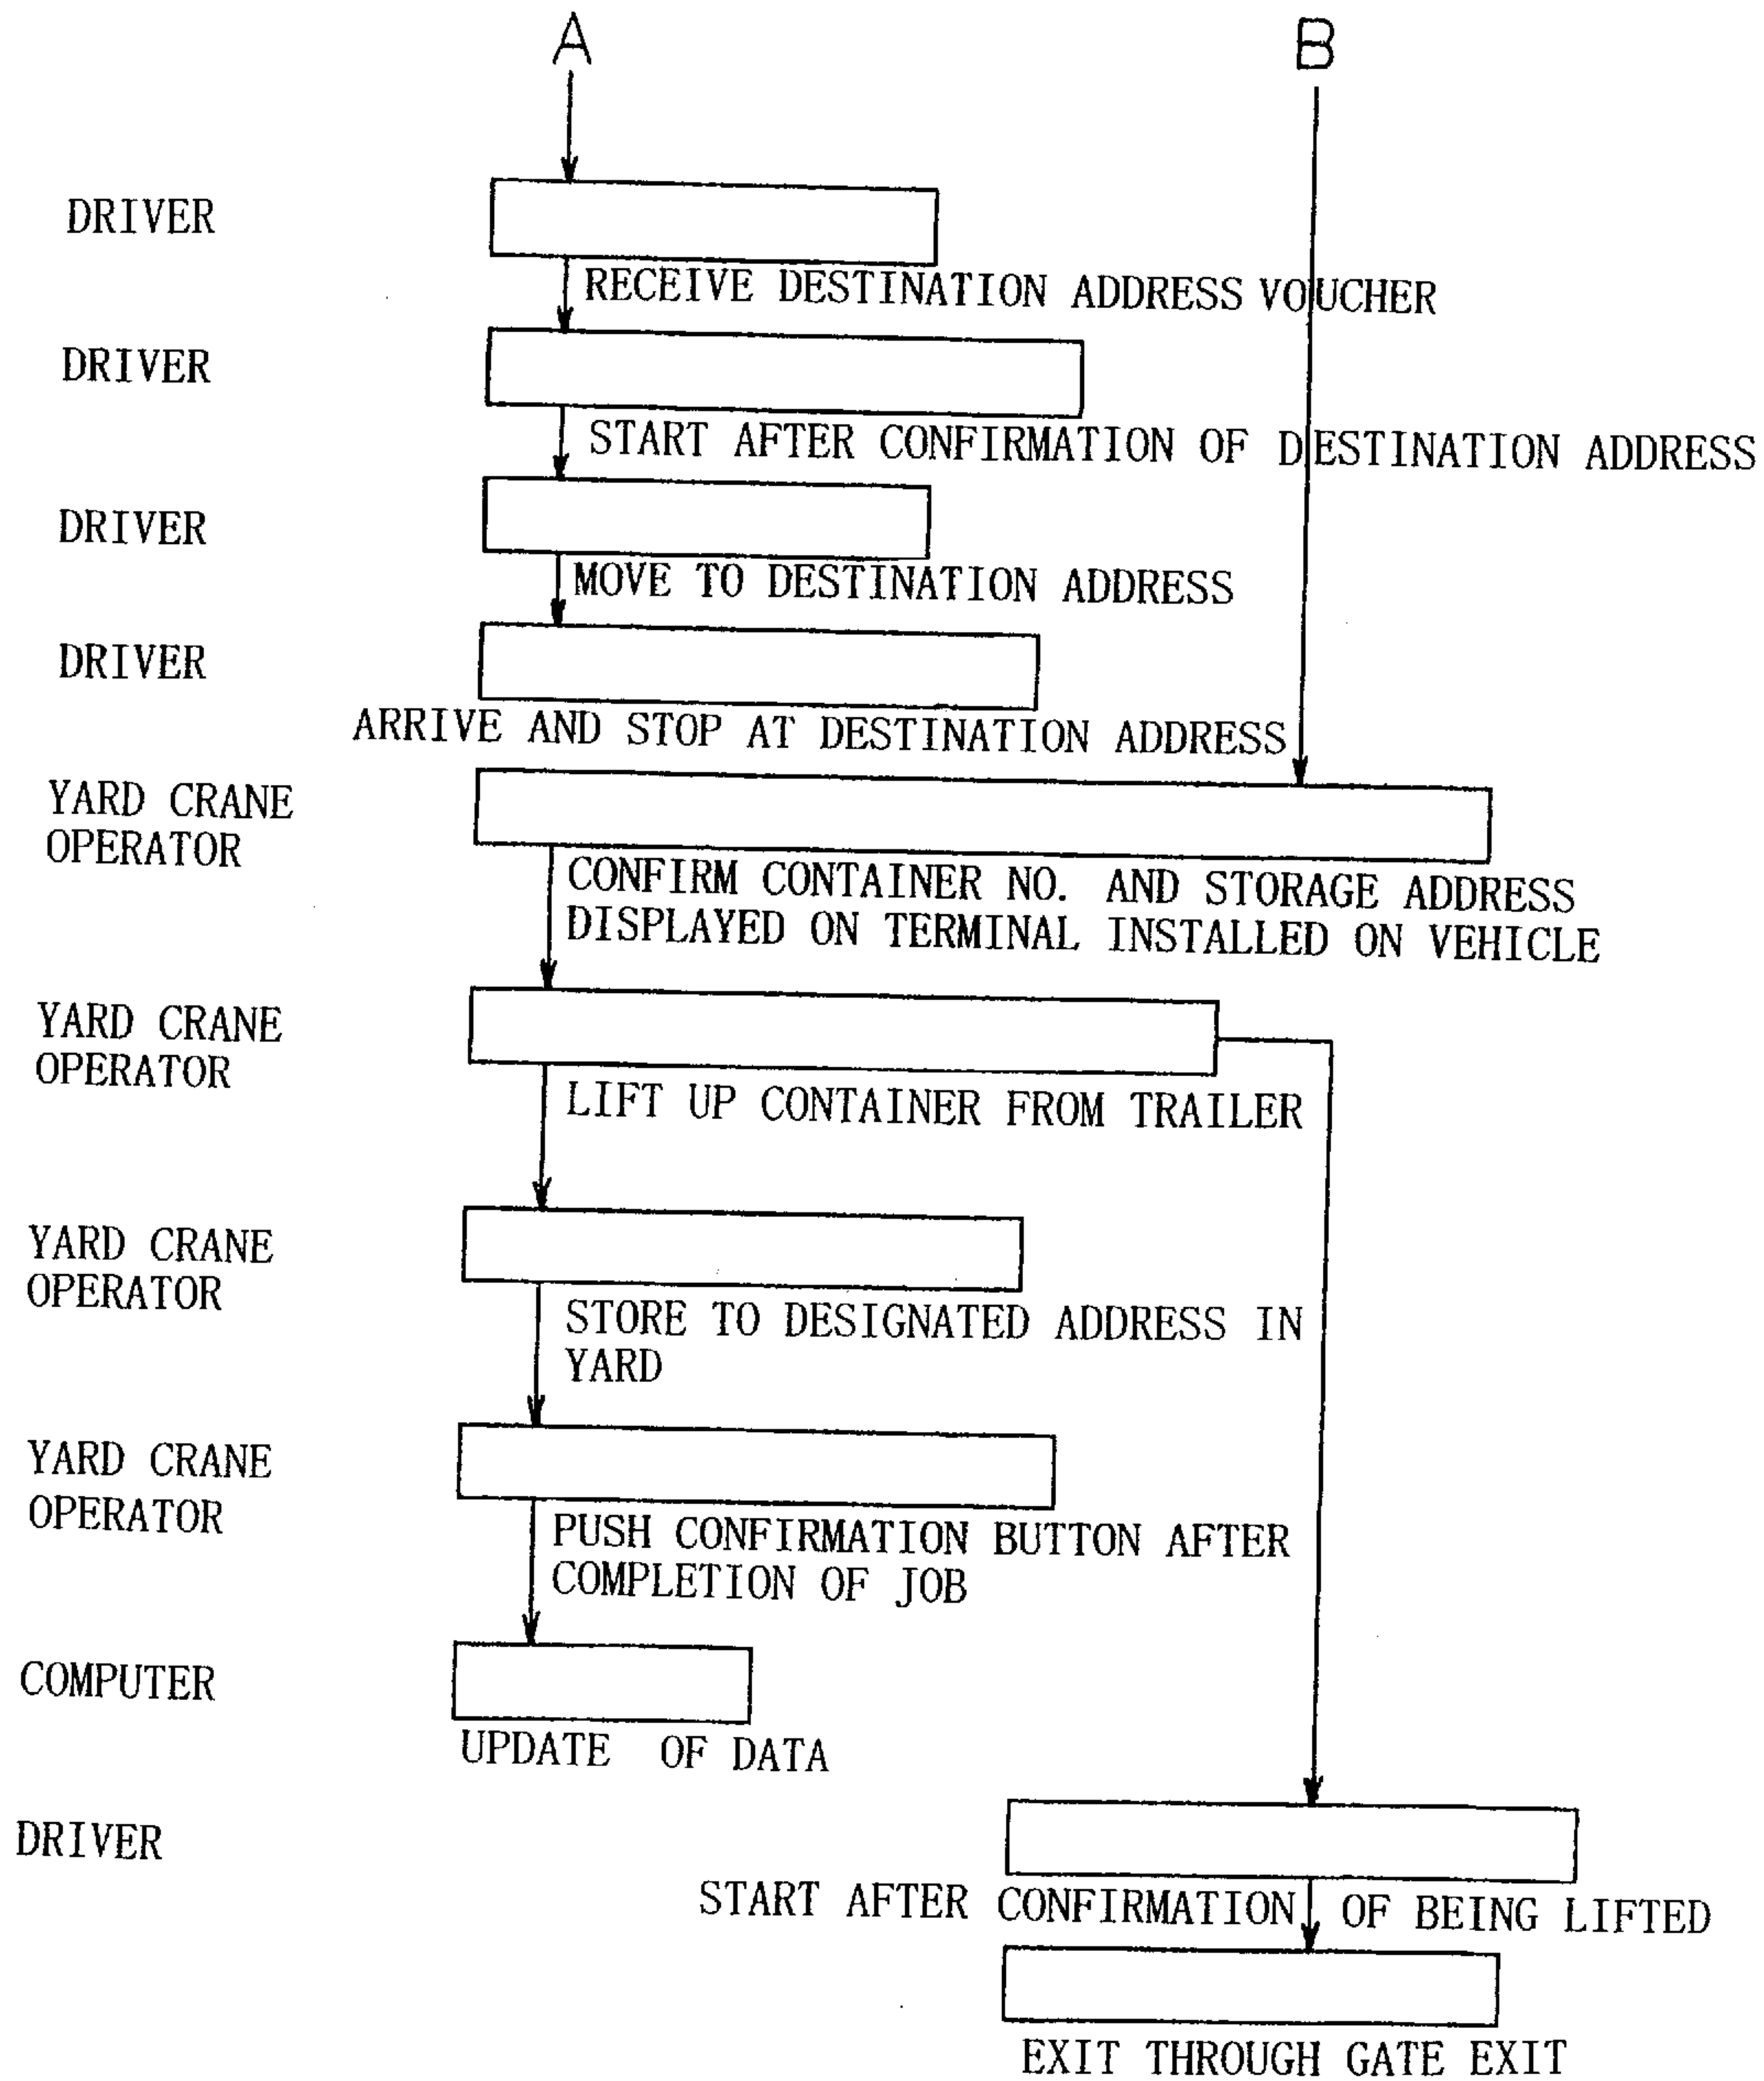 A
B
DRIVER
RECEIVE DESTINATION ADDRESS VOUCHER
DRIVER
START AFTER CONFIRMATION OF DESTINATION ADDRESS
DRIVER
MOVE TO DESTINATION ADDRESS
DRIVER
ARRIVE AND STOP AT DESTINATION ADDRESS
YARD CRANE
OPERATOR
CONFIRM CONTAINER NO. AND STORAGE ADDRESS
DISPLAYED ON TERMINAL INSTALLED ON VEHICLE
YARD CRANE
OPERATOR
LIFT UP CONTAINER FROM TRAILER
YARD CRANE
OPERATOR
STORE TO DESIGNATED ADDRESS IN
YARD
YARD CRANE
OPERATOR
PUSH CONFIRMATION BUTTON AFTER
COMPLETION OF JOB
COMPUTER
UPDATE OF DATA
DRIVER
START AFTER CONFIRMATION OF BEING LIFTED
EXIT THROUGH GATE EXIT